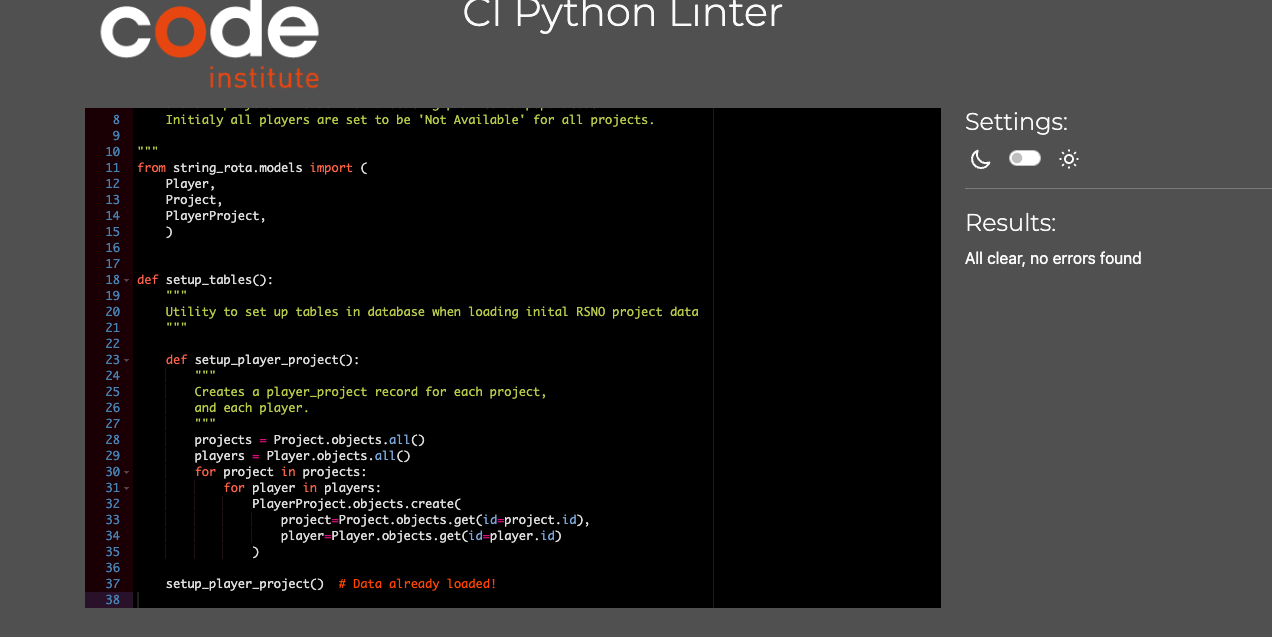 code
institute
CI Python Linter
8 Initialy all players are set to be 'Not Available' for all projects.
9
10 """
11 from string_rota.models import (
12 Player,
13 Project,
14 PlayerProject,
15 )
16
17
18 def setup_tables():
19 """
20 Utility to set up tables in database when loading inital RSNO project data
21 """
22
23 def setup_player_project():
24 """
25 Creates a player_project record for each project,
26 and each player.
27 """
28 projects = Project.objects.all()
29 players = Player.objects.all()
30 for project in projects:
31 for player in players:
32 PlayerProject.objects.create(
33 project=Project.objects.get(id=project.id),
34 player=Player.objects.get(id=player.id)
35 )
36
37 setup_player_project()  # Data already loaded!
38
Settings:
Results:
All clear, no errors found